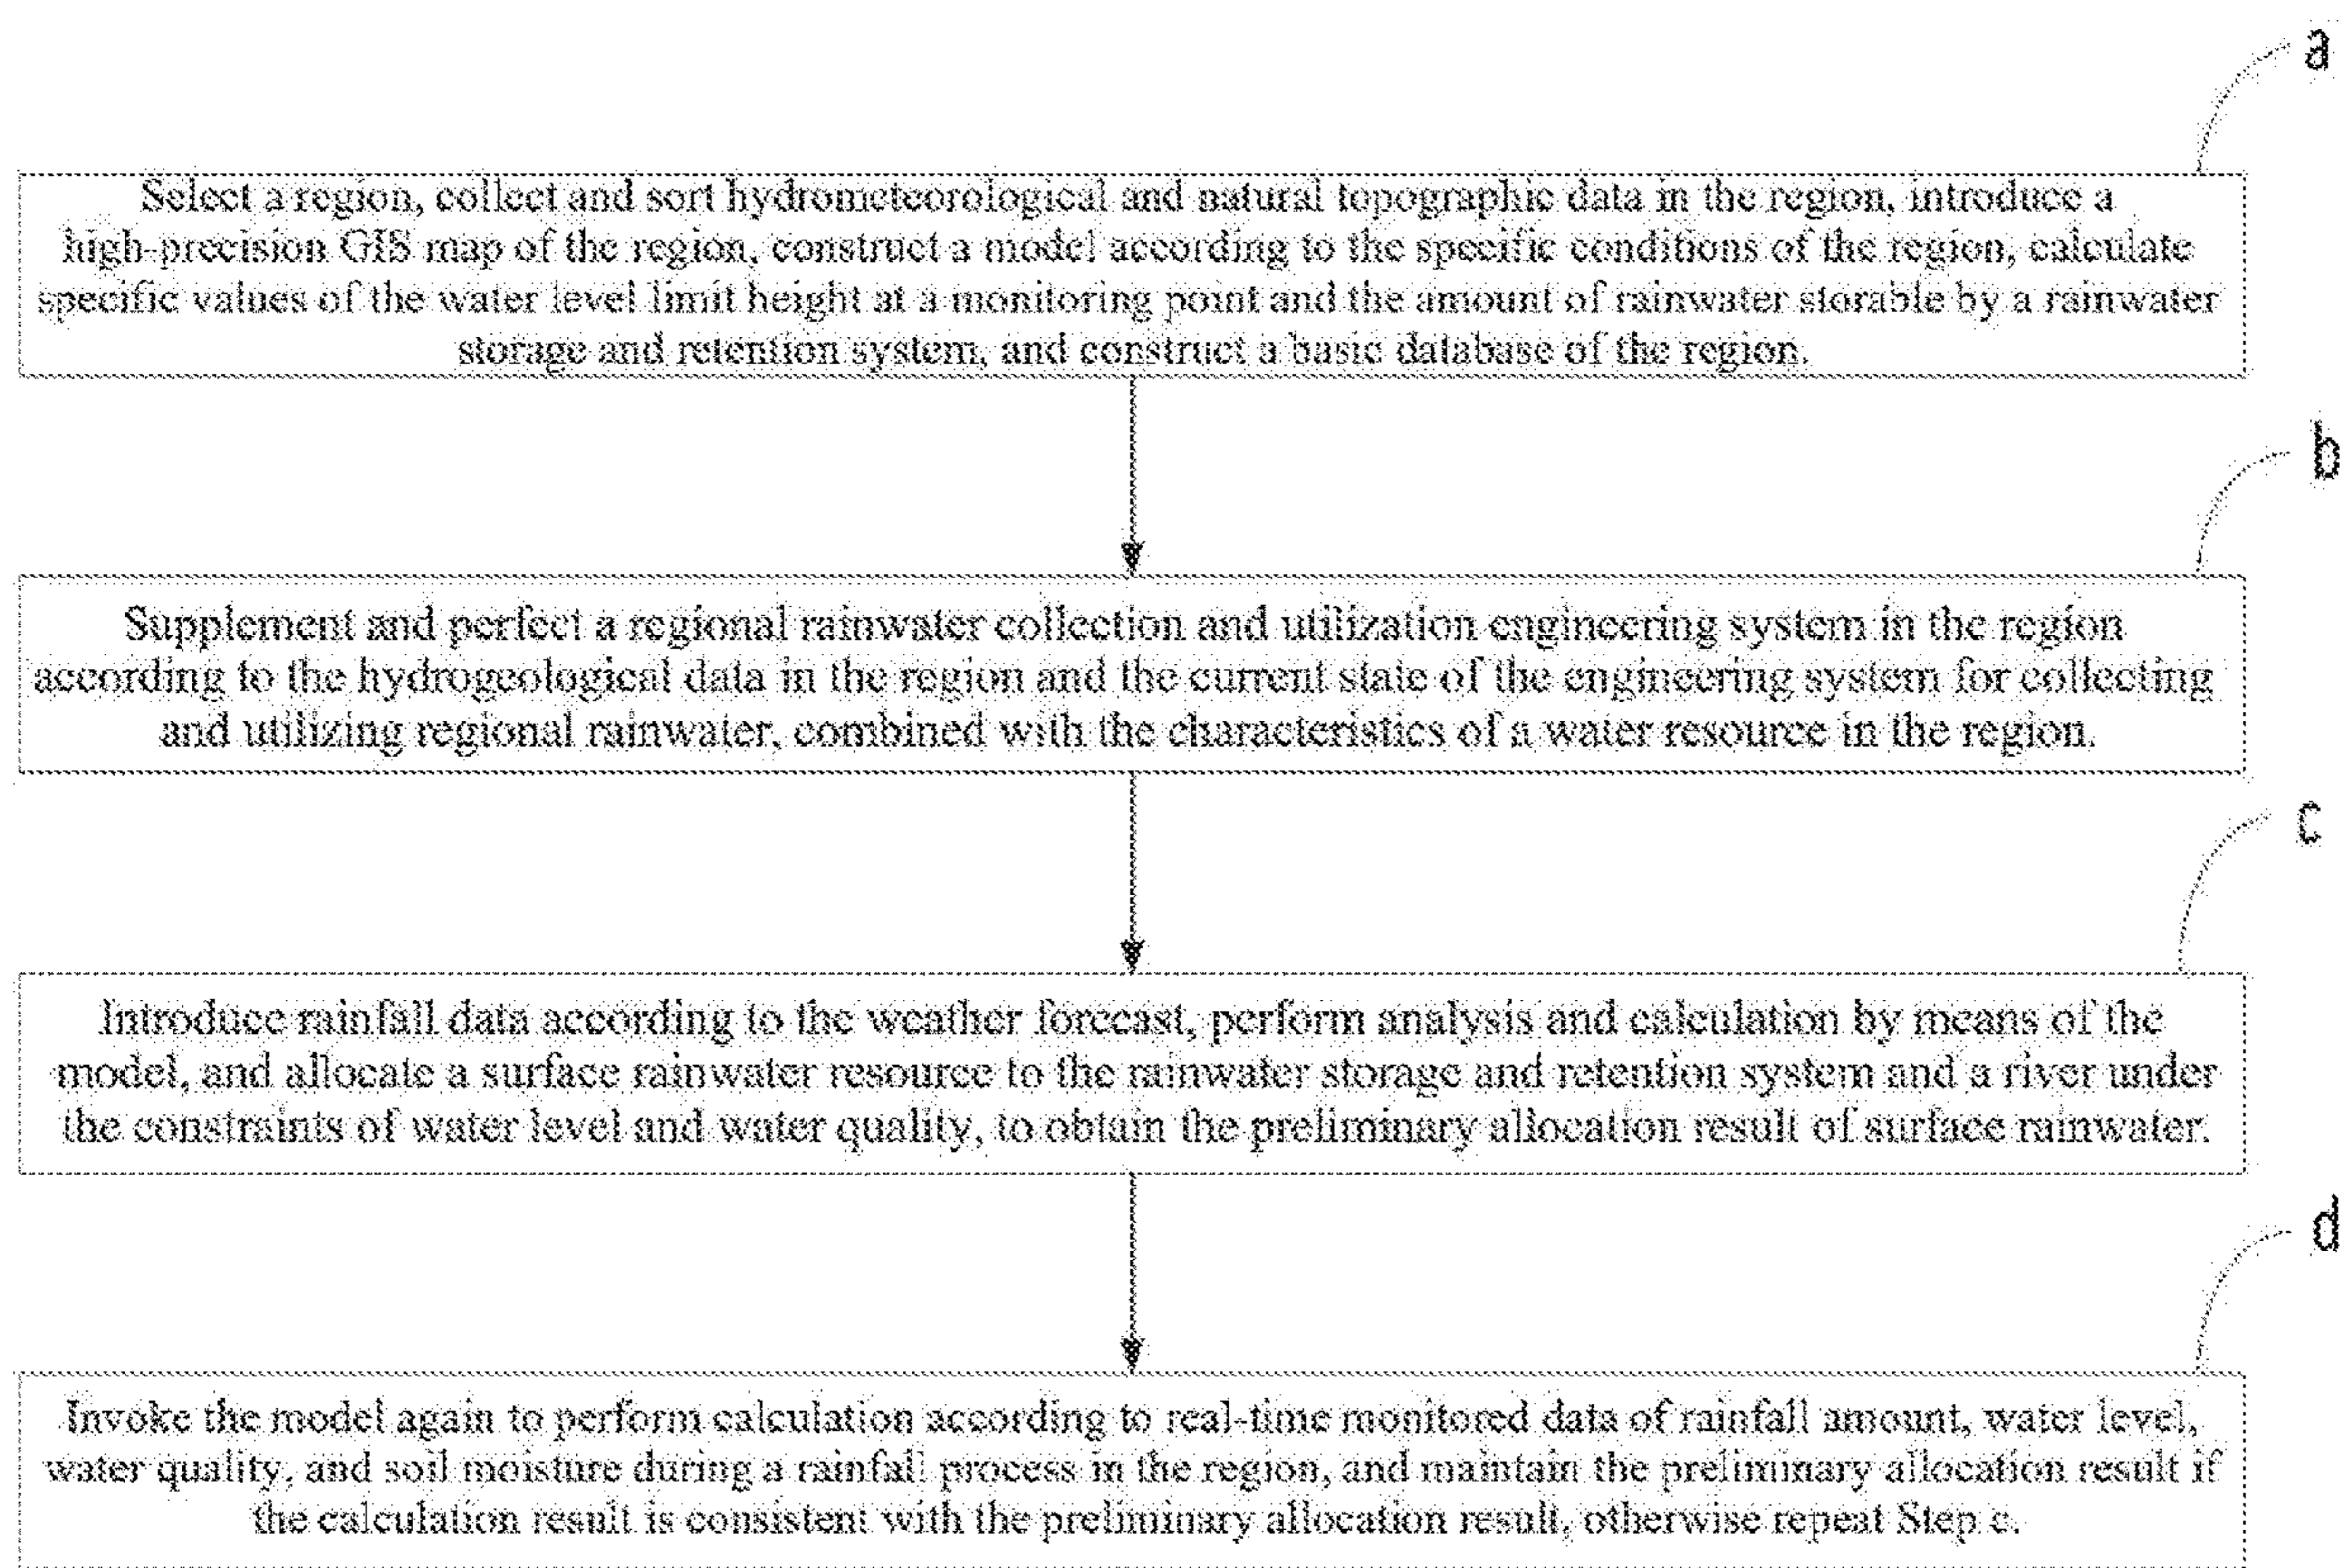 a
Select a region, collect and sort hydrometeorological and natural topographic data in the region, introduce a
high-precision GIS map of the region, construct a model according to the specific conditions of the region, calculate
specific values of the water level limit height at a monitoring point and the amount of rainwater storable by a rainwater
storage and retention system, and construct a basic database of the region.
b
Supplement and perfect a regional rainwater collection and utilization engineering system in the region
according to the hydrogeological data in the region and the current state of the engineering system for collecting
and utilizing regional rainwater, combined with the characteristics of a water resource in the region.
c
Introduce rainfall data according to the weather forecast, perform analysis and calculation by means of the
model, and allocate a surface rainwater resource to the rainwater storage and retention system and a river under
the constraints of water level and water quality, to obtain the preliminary allocation result of surface rainwater.
d
Invoke the model again to perform calculation according to real-time monitored data of rainfall amount, water level,
water quality, and soil moisture during a rainfall process in the region, and maintain the preliminary allocation result if
the calculation result is consistent with the preliminary allocation result, otherwise repeat Step c.